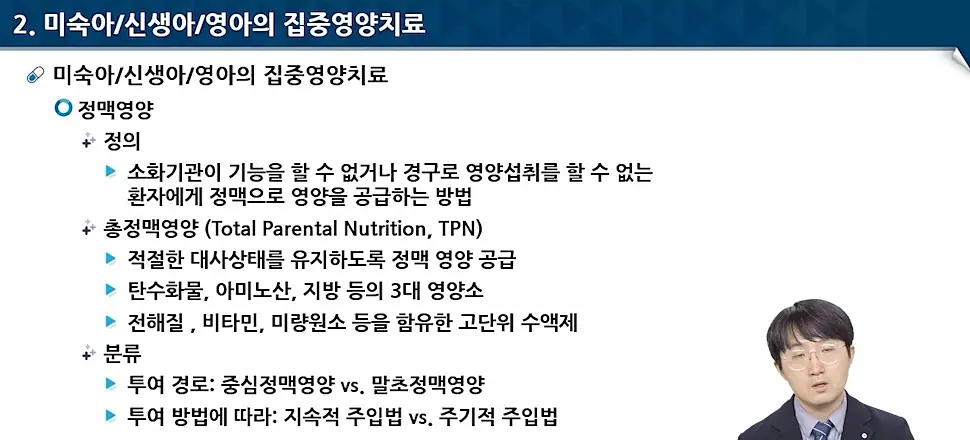 2. 미숙아/신생아/영아의 집중영양치료
미숙아/신생아/영아의 집중영양치료
정맥영양
정의
소화기관이 기능을 할 수 없거나 경구로 영양섭취를 할 수 없는
환자에게 정맥으로 영양을 공급하는 방법
총정맥영양 (Total Parental Nutrition, TPN)
적절한 대사상태를 유지하도록 정맥 영양 공급
탄수화물, 아미노산, 지방 등의 3대 영양소
전해질 , 비타민, 미량원소 등을 함유한 고단위 수액제
분류
투여 경로: 중심정맥영양 vs. 말초정맥영양
투여 방법에 따라: 지속적 주입법 vs. 주기적 주입법